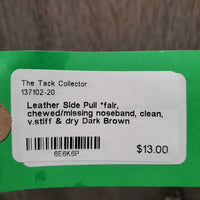 The Tack Collector
137102-20
Leather Side Pull *fair,
chewed/missing noseband, clean,
v.stiff & dry Dark Brown
6E6K6P
$13.00